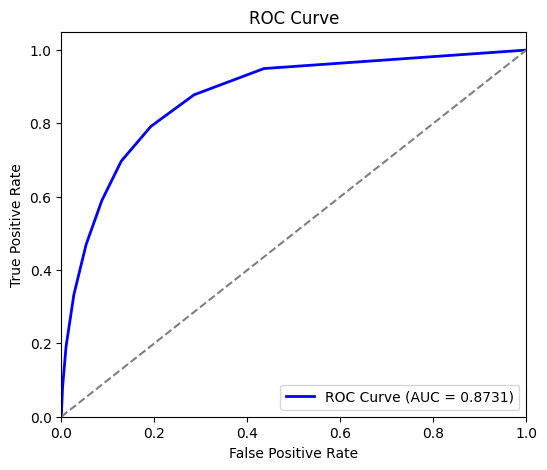 ROC Curve
1.0
0.8
0.6
0.4
0.2
0.0
True Positive Rate
ROC Curve (AUC = 0.8731)
0.0 0.2 0.4 0.6 0.8 1.0
False Positive Rate